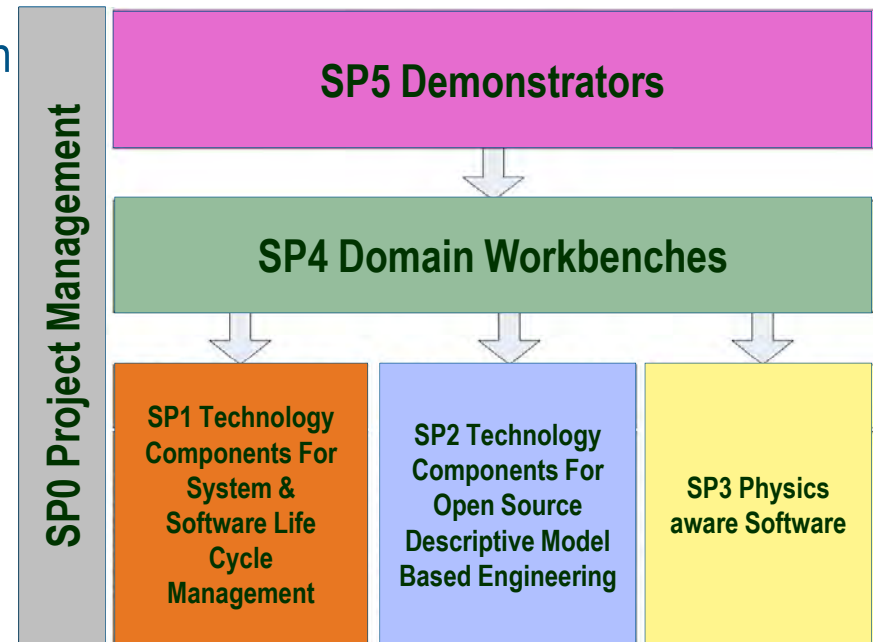 SP0 Project Management
SP5 Demonstrators
SP4 Domain Workbenches
SP1 Technology
Components For
System &
Software Life
Cycle
Management
SP2 Technology
Components For
Open Source
Descriptive Model
Based Engineering
SP3 Physics
aware Software